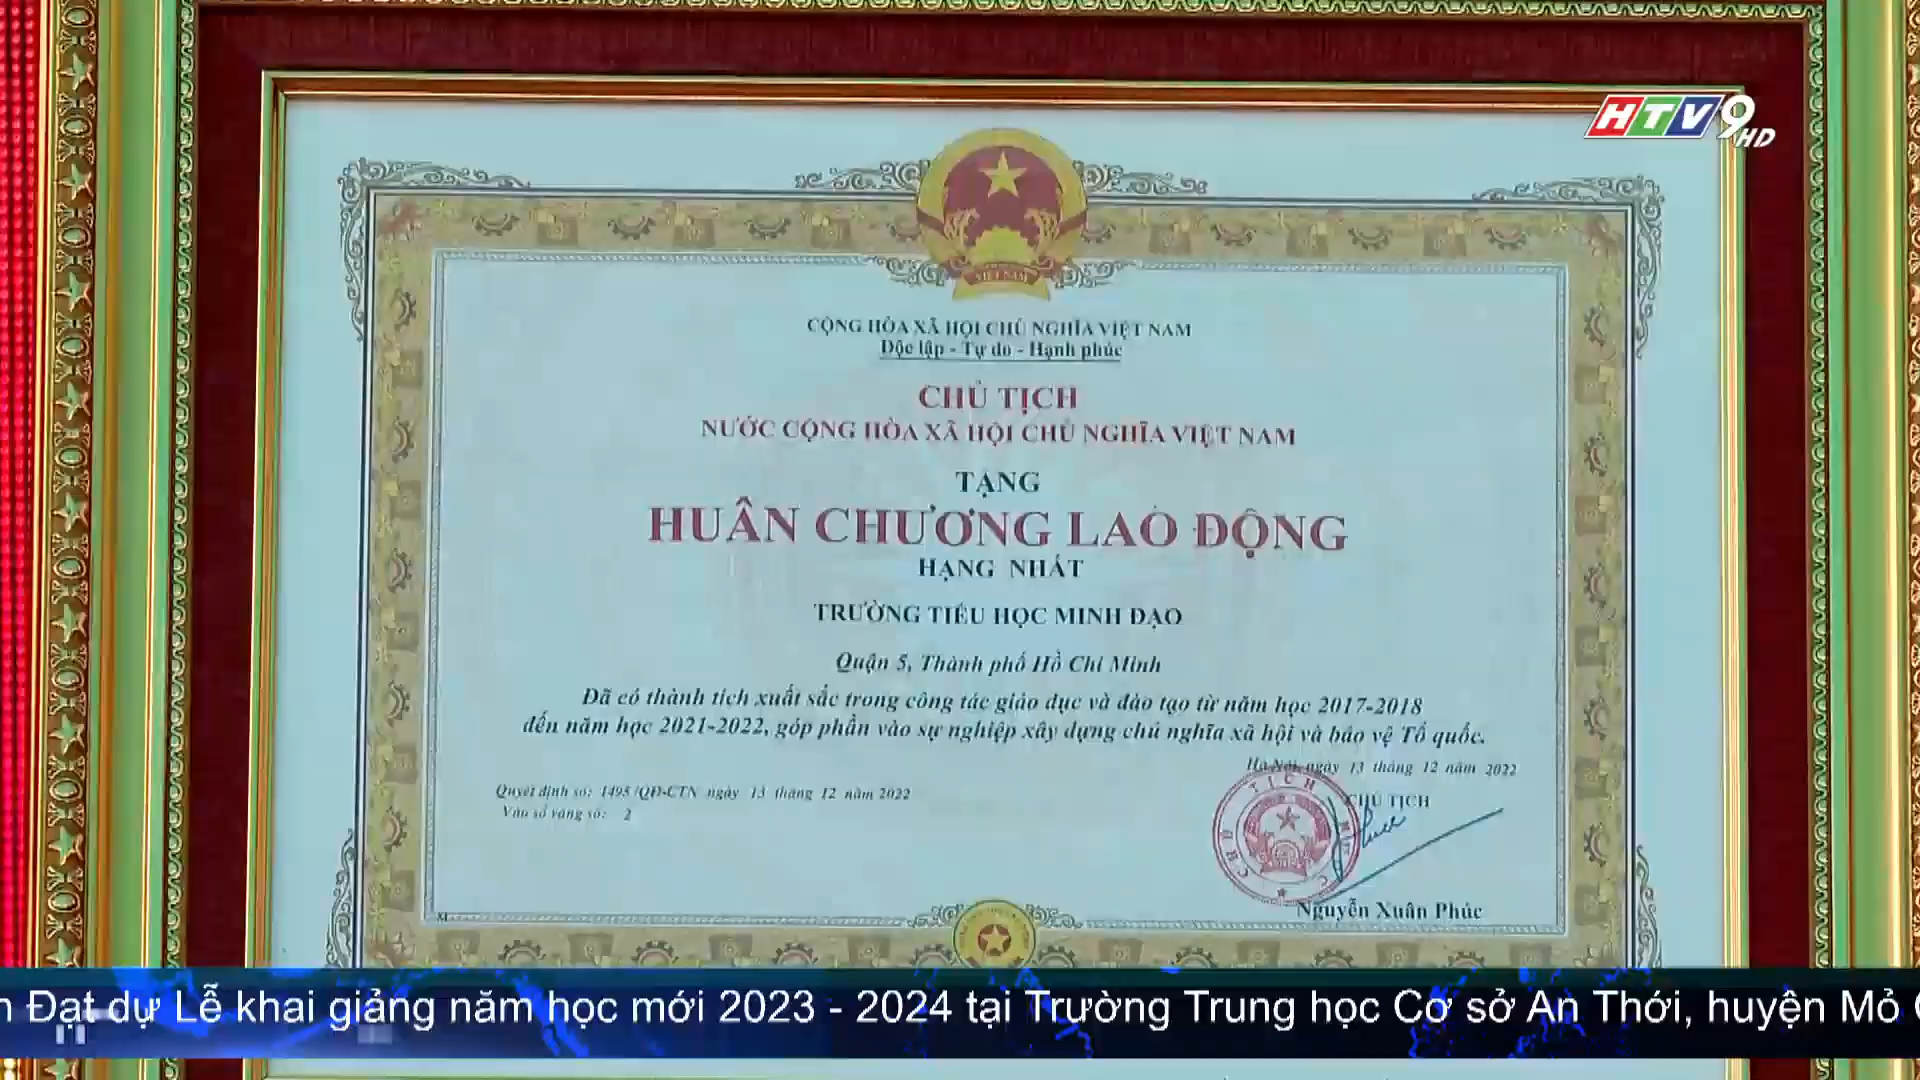 HTV9 HD
VIỆT NAM
CỘNG HÒA XÃ HỘI CHỦ NGHĨA VIỆT NAM
Độc lập - Tự do - Hạnh phúc
CHỦ TỊCH
NƯỚC CỘNG HÒA XÃ HỘI CHỦ NGHĨA VIỆT NAM
TẶNG
HUÂN CHƯƠNG LAO ĐỘNG
HẠNG NHẤT
TRƯỜNG TIỂU HỌC MINH ĐẠO
Quận 5, Thành phố Hồ Chí Minh
Đã có thành tích xuất sắc trong công tác giáo dục và đào tạo từ năm học 2017-2018
đến năm học 2021-2022, góp phần vào sự nghiệp xây dựng chủ nghĩa xã hội và bảo vệ Tổ quốc.
Hà Nội, ngày 13 tháng 12 năm 2022
Quyết định số: 1495/QĐ-CTN ngày 13 tháng 12 năm 2022
Vào sổ vàng số: 2
CHỦ TỊCH
Nguyễn Xuân Phúc
Đạt dự Lễ khai giảng năm học mới 2023 - 2024 tại Trường Trung học Cơ sở An Thới, huyện Mỏ